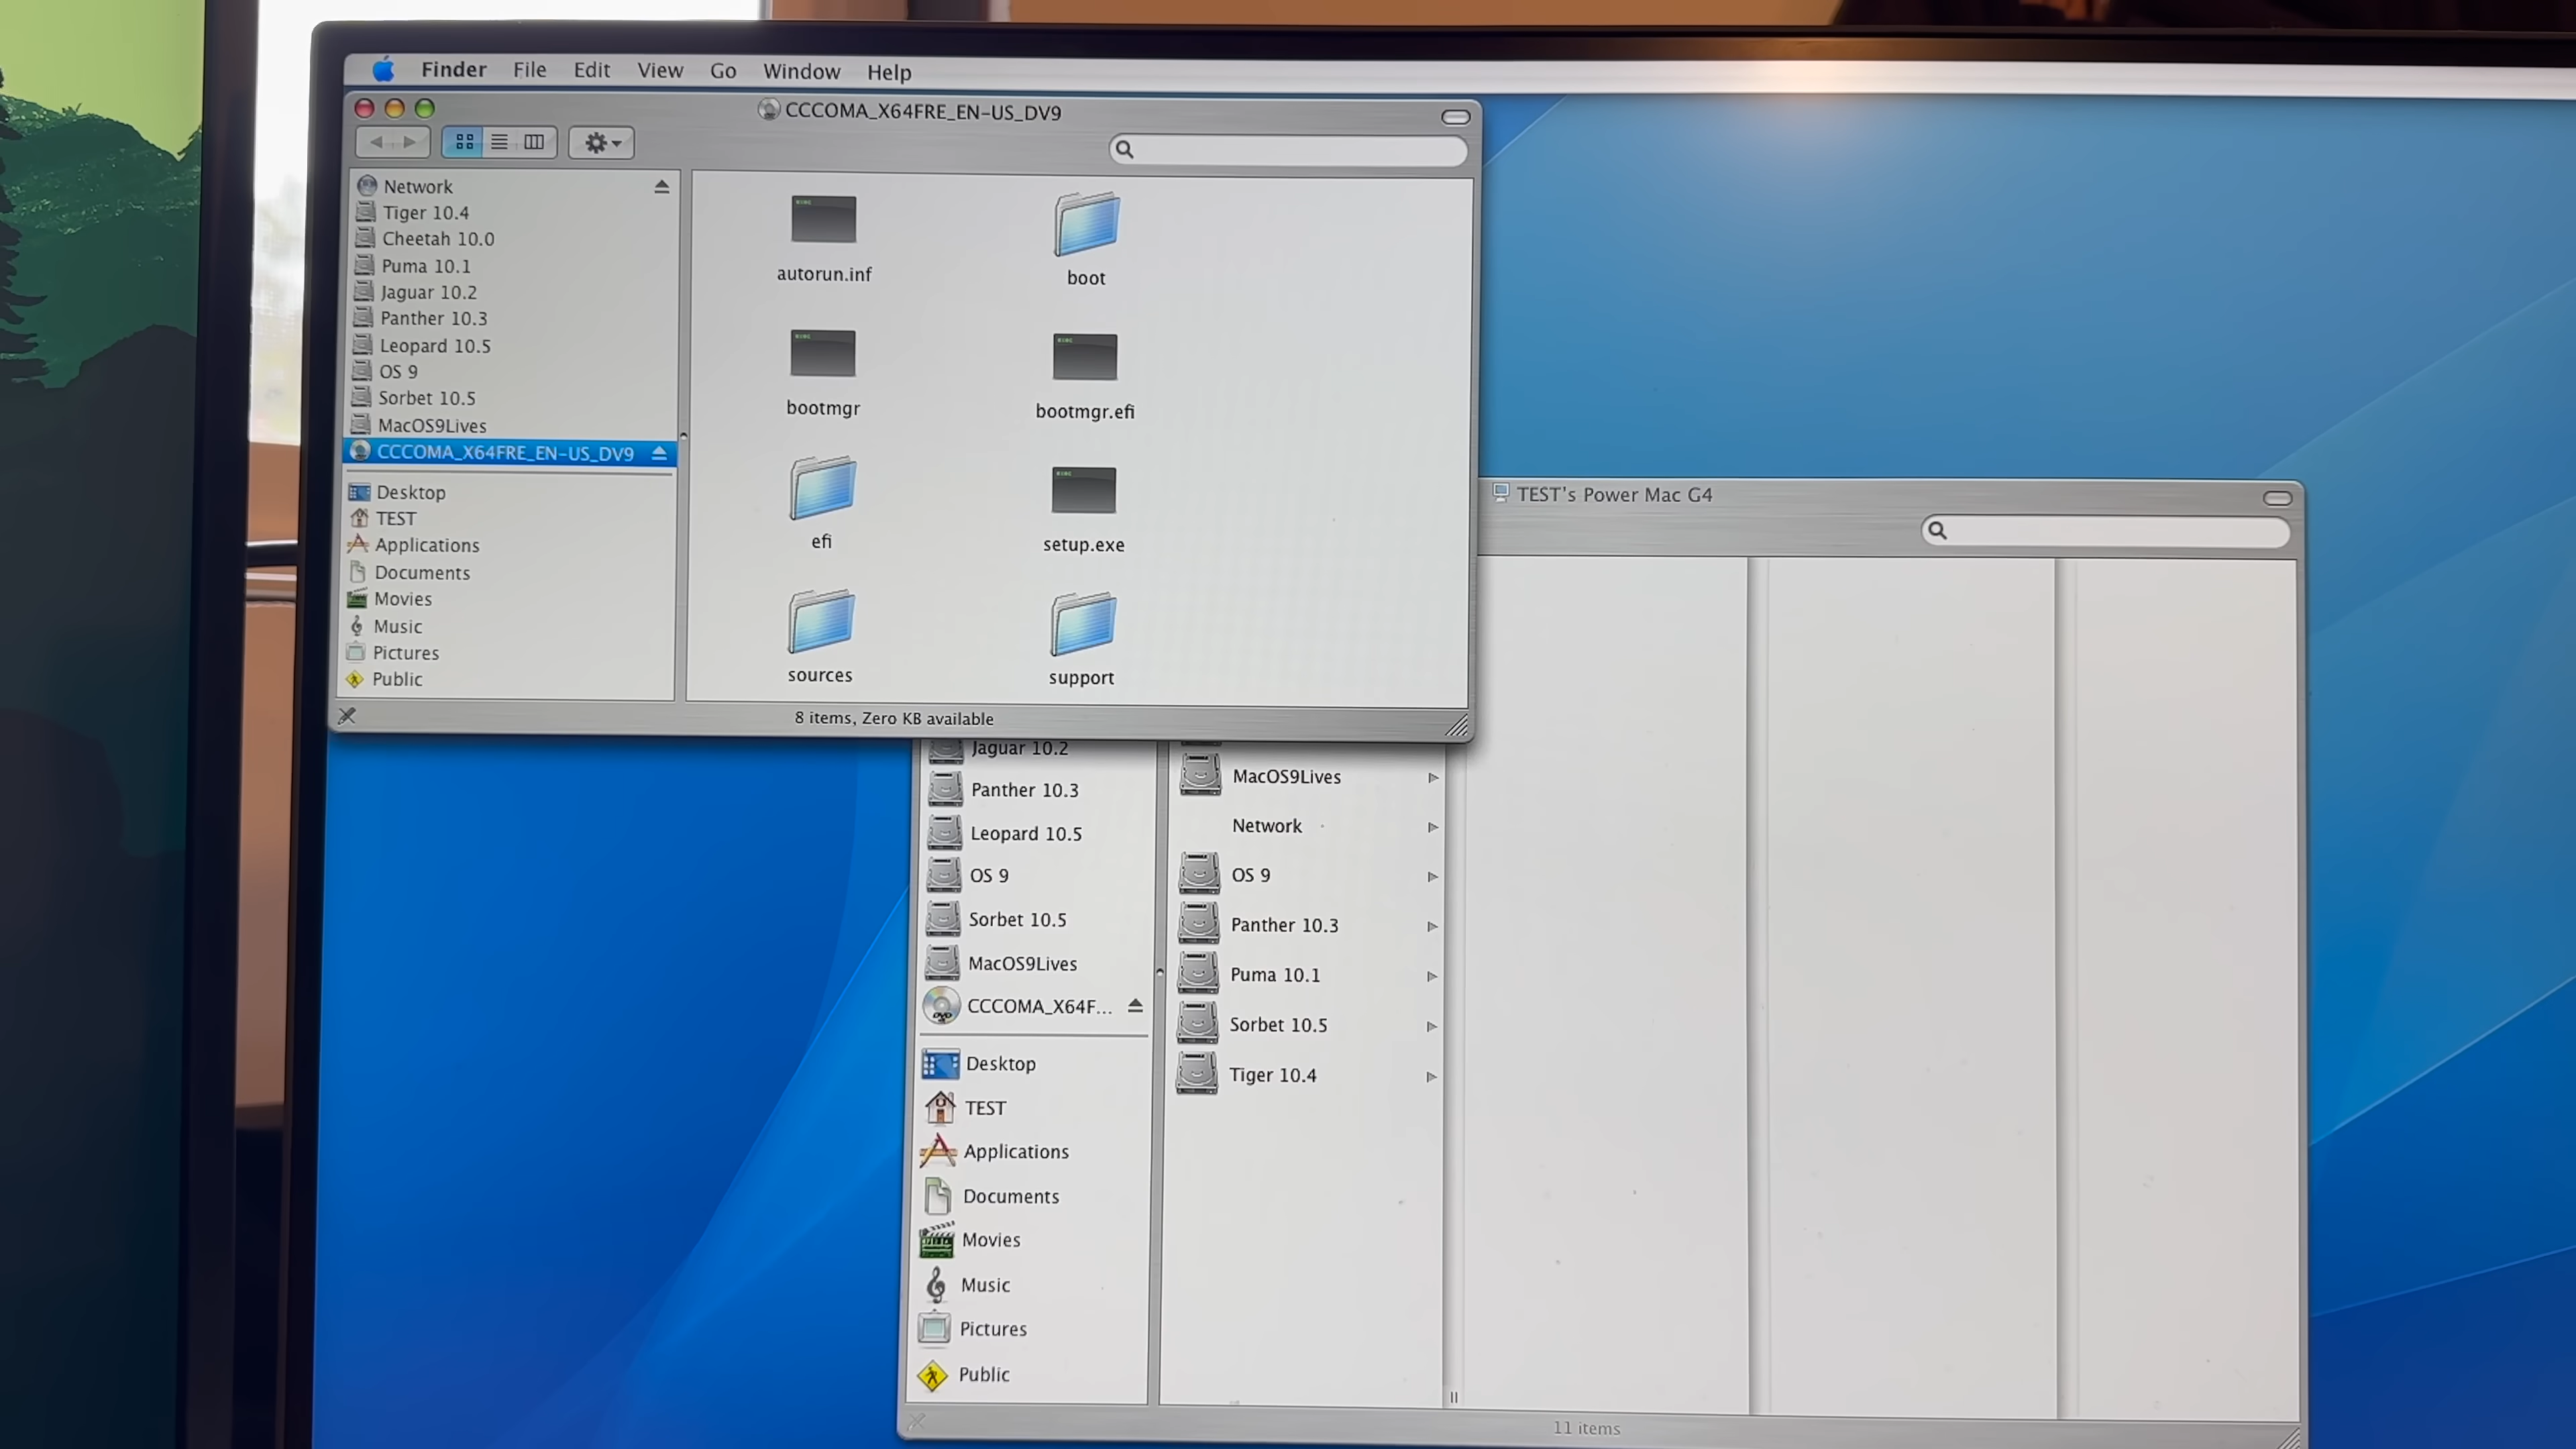 Finder File Edit View Go Window Help
CCCOMA_X64FRE_EN-US_DV9
Network
Tiger 10.4
Cheetah 10.0
Puma 10.1
Jaguar 10.2
Panther 10.3
Leopard 10.5
OS 9
Sorbet 10.5
MacOS9Lives
CCCOMA_X64FRE_EN-US_DV9
Desktop
TEST
Applications
Documents
Movies
Music
Pictures
Public
autorun.inf
boot
bootmgr
bootmgr.efi
efi
setup.exe
sources
support
8 items, Zero KB available
TEST's Power Mac G4
Jaguar 10.2
Panther 10.3
Leopard 10.5
OS 9
Sorbet 10.5
MacOS9Lives
CCCOMA_X64F...
Desktop
TEST
Applications
Documents
Movies
Music
Pictures
Public
MacOS9Lives
Network
OS 9
Panther 10.3
Puma 10.1
Sorbet 10.5
Tiger 10.4
11 items